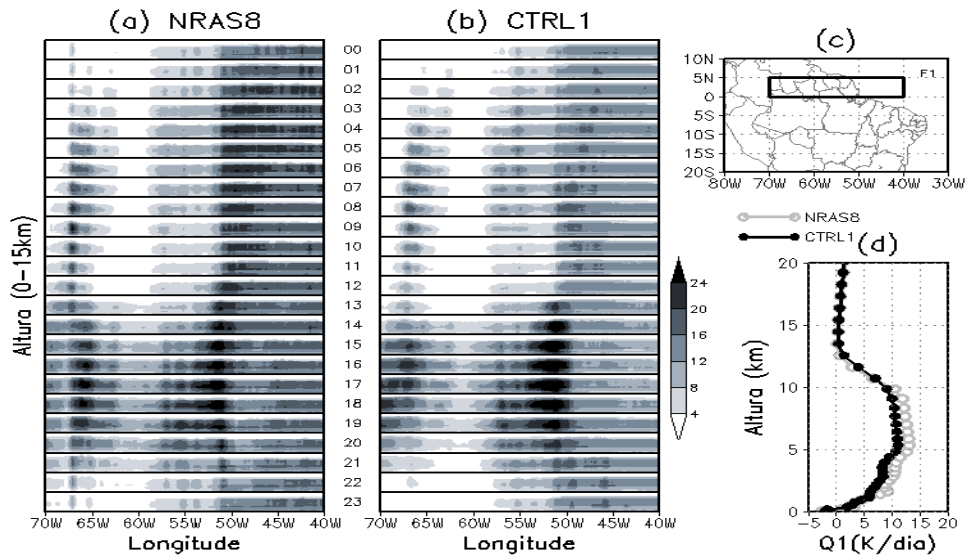 (a) NRAS8
(b) CTRL1
Altura (0-15km)
00
01
02
03
04
05
06
07
08
09
10
11
12
13
14
15
16
17
18
19
20
21
22
23
70W 65W 60W 55W 50W 45W 40W
Longitude
70W 65W 60W 55W 50W 45W 40W
Longitude
24
20
16
12
8
4
(c)
10N
5N
0
5S
10S
15S
20S
80W 70W 60W 50W 40W 30W
F1
NRAS8
CTRL1
(d)
Altura (km)
20
15
10
5
0
-5 0 5 10 15 20
Q1(K/dia)